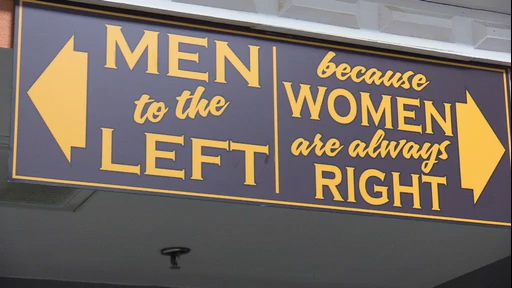 MEN
to the
LEFT
because
WOMEN
are always
RIGHT